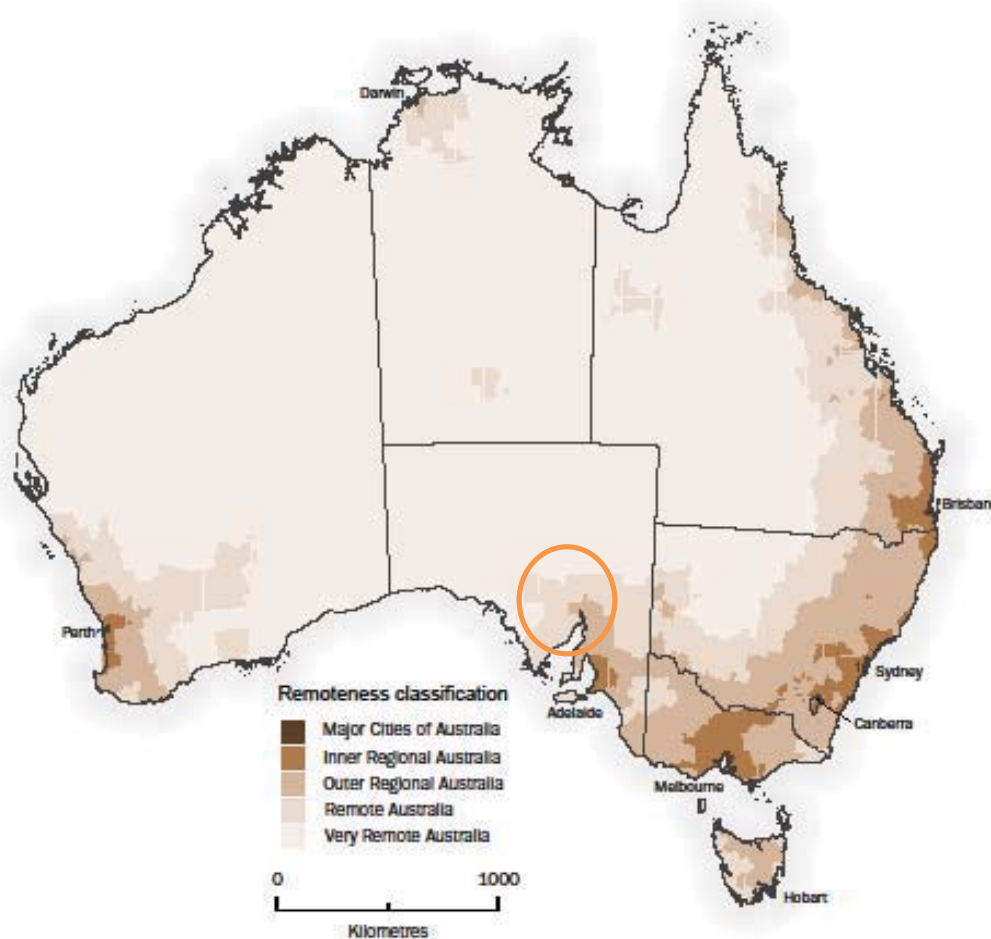 Darwin
Brisban
Perth
Sydney
Adelaide
Canberra
Melbourne
Hobart
Remoteness classification
Major Cities of Australia
Inner Regional Australia
Outer Regional Australia
Remote Australia
Very Remote Australia
0 1000
Kilometres